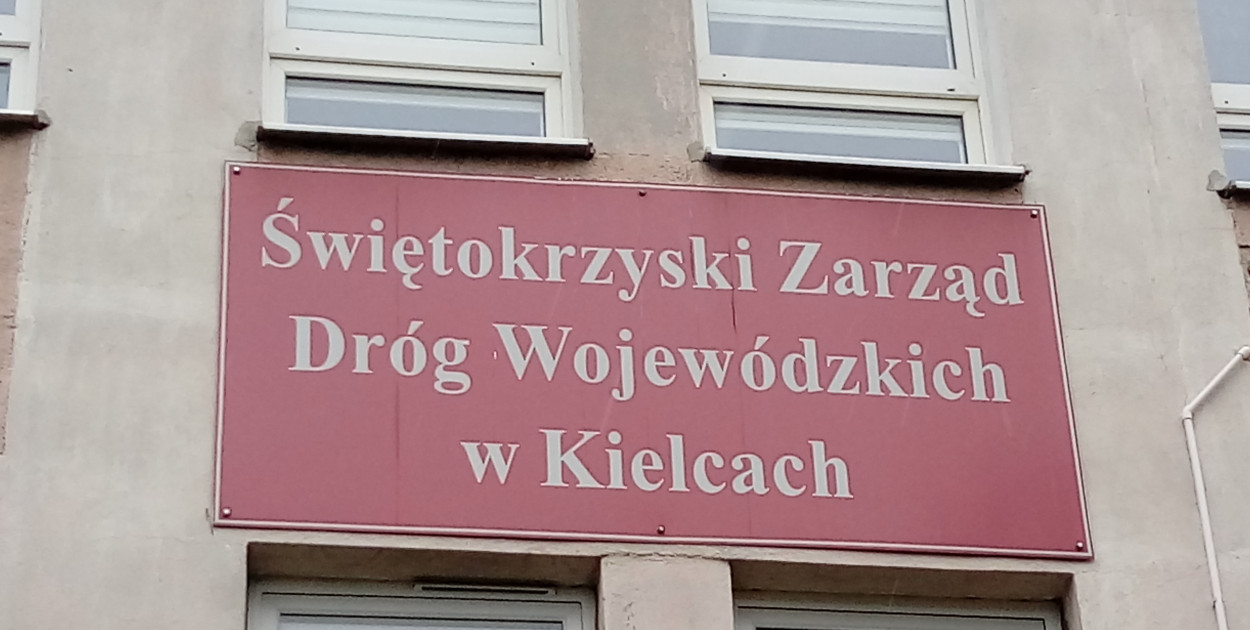 Świętokrzyski Zarząd
Dróg Wojewódzkich
w Kielcach